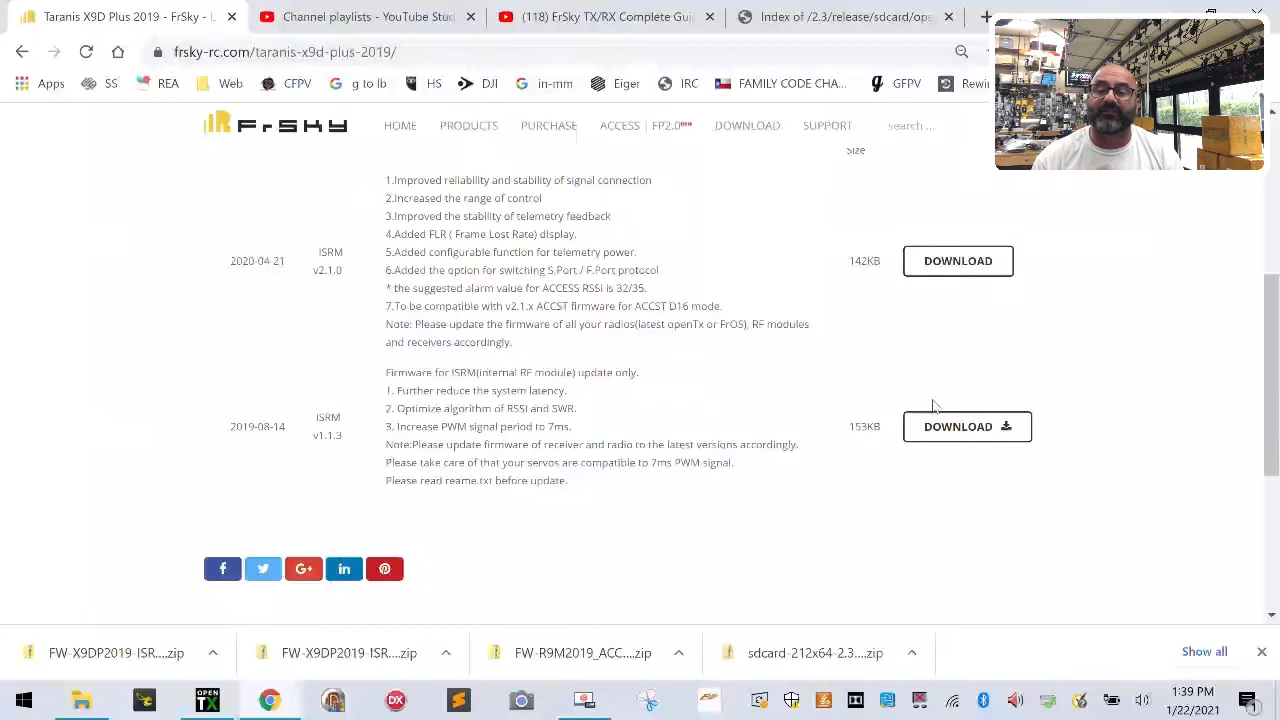 Taranis X9D Plus 2019 - FrSky - L
Channel playlists - YouTube Stud
(118) FrSky TX/RX Complete Guid
Index of /2.3/release/sdcard/ope
frsky-rc.com/taranis-x9d-plus-2019/
Apps
SS
REA
Web
g lb
HS
DJI
in-mm
Eiger
IRC
FAMILY CODE CHA...
GFPV
Rewin
FrSky
HOME
PRODUCTS
PURCHASE
ACCESS
FP2.0new
DOWNLOAD
SUPPORT
search ...
Size
1.Improved reliability and stability of signal connection
2.Increased the range of control
3.Improved the stability of telemetry feedback
4.Added FLR ( Frame Lost Rate) display.
2020-04-21
ISRM
v2.1.0
5.Added configurable function for telemetry power.
142KB
DOWNLOAD
6.Added the option for switching S.Port / F.Port protocol
* the suggested alarm value for ACCESS RSSI is 32/35.
7.To be compatible with v2.1.x ACCST firmware for ACCST D16 mode.
Note: Please update the firmware of all your radios(latest openTx or FrOS), RF modules
and receivers accordingly.
Firmware for ISRM(internal RF module) update only.
1. Further reduce the system latency.
2. Optimize algorithm of RSSI and SWR.
2019-08-14
ISRM
v1.1.3
3. Increase PWM signal period to 7ms.
153KB
DOWNLOAD
Note:Please update firmware of receiver and radio to the latest versions accordingly.
Please take care of that your servos are compatible to 7ms PWM signal.
Please read reame.txt before update.
FW-X9DP2019-ISR....zip
FW-X9DP2019-ISR....zip
FW-R9M2019_ACC....zip
sdcard-212x64-2.3....zip
Show all
OPEN
TX
DX
1:39 PM
1/22/2021